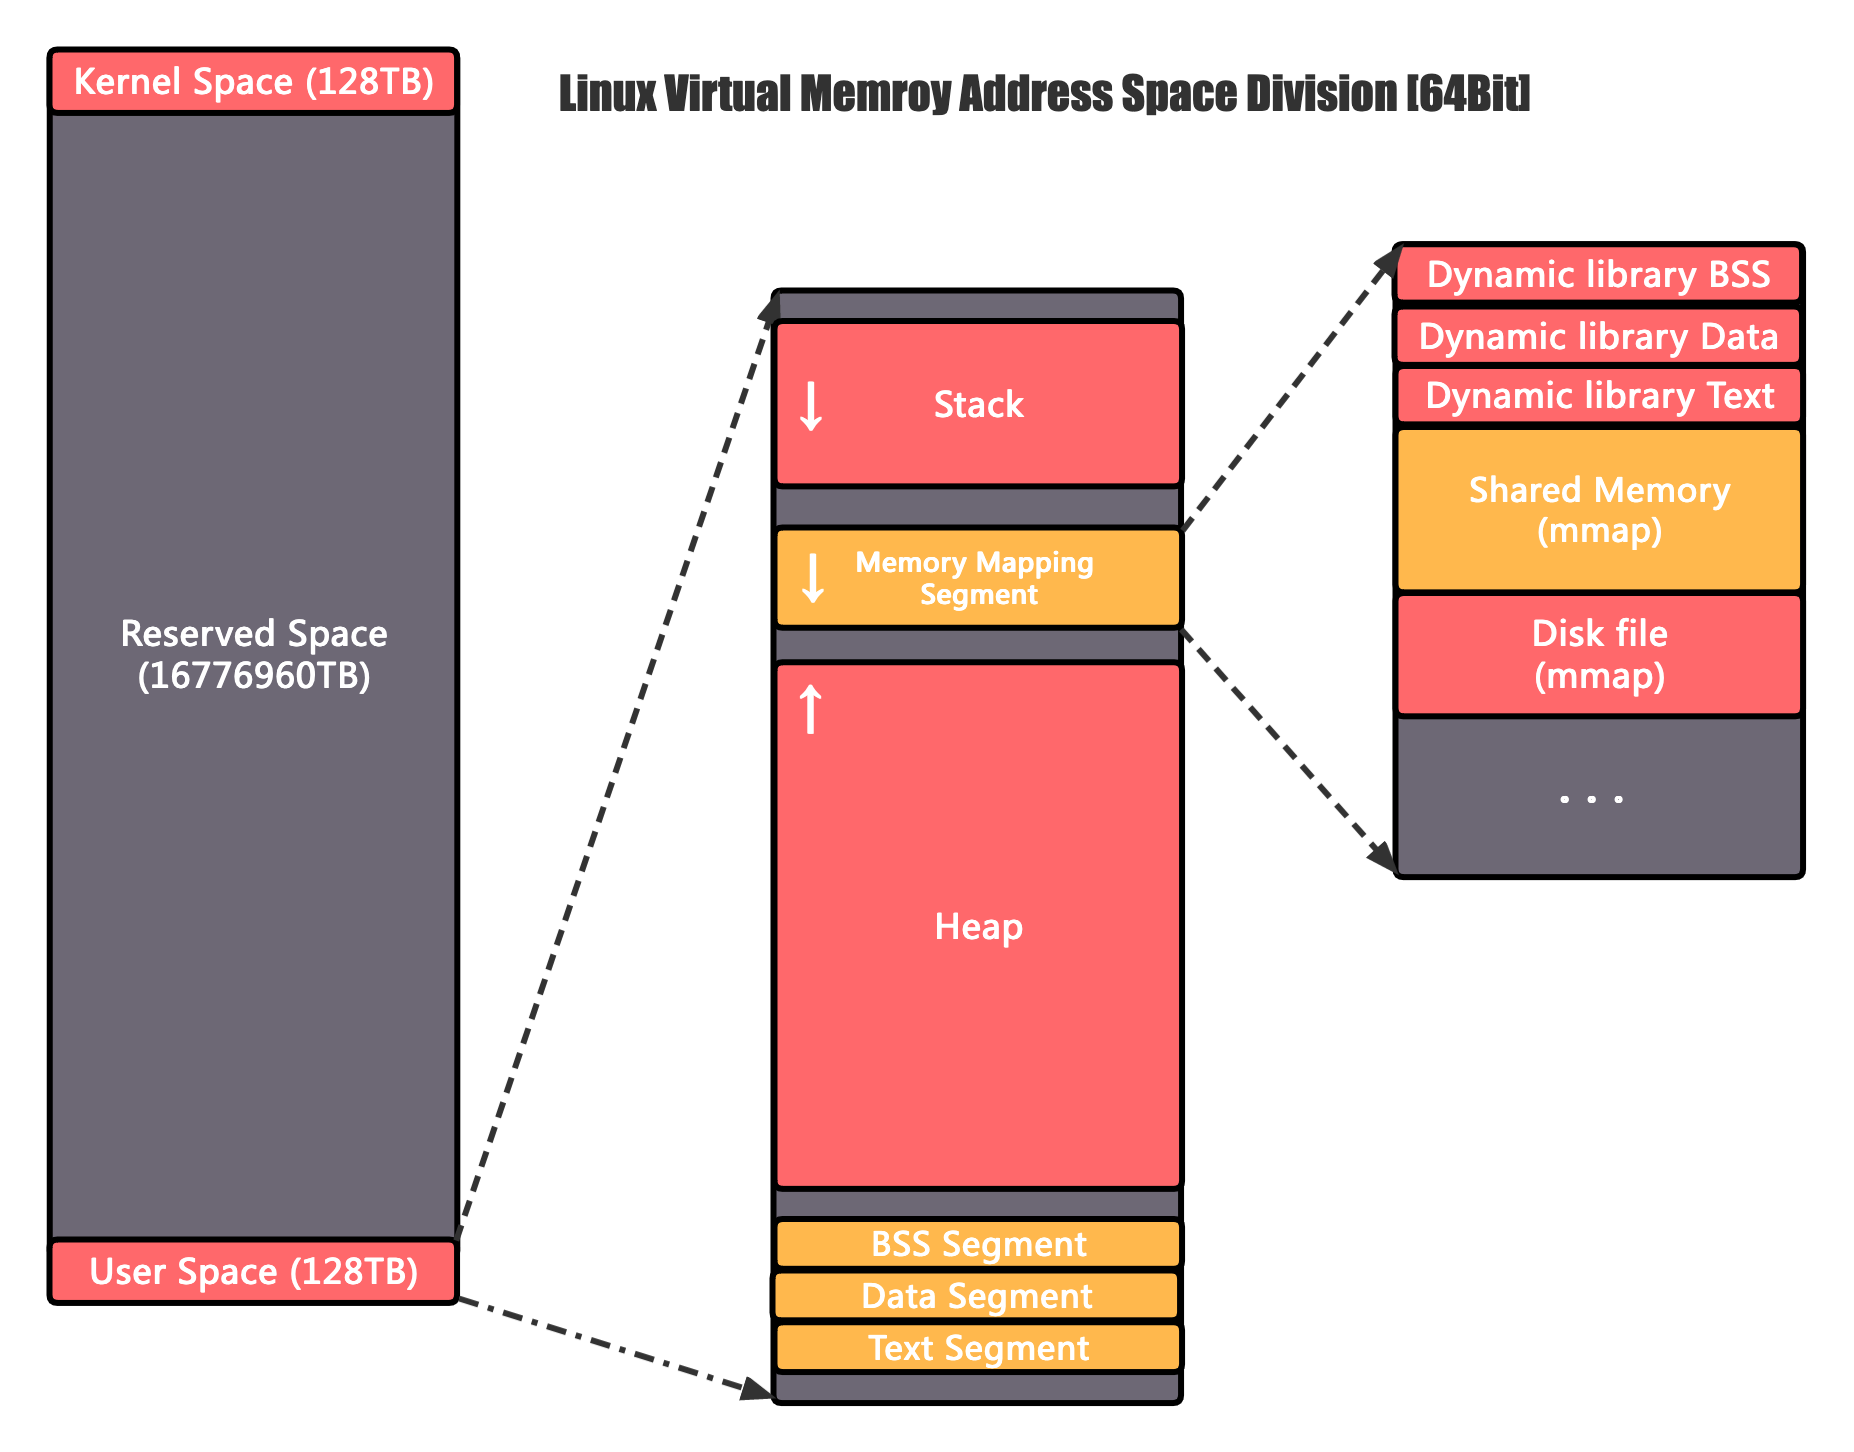 Linux Virtual Memroy Address Space Division [64Bit]
Kernel Space (128TB)
Reserved Space
(16776960TB)
User Space (128TB)
↓ Stack
↓ Memory Mapping
Segment
↑
Heap
BSS Segment
Data Segment
Text Segment
Dynamic library BSS
Dynamic library Data
Dynamic library Text
Shared Memory
(mmap)
Disk file
(mmap)
...